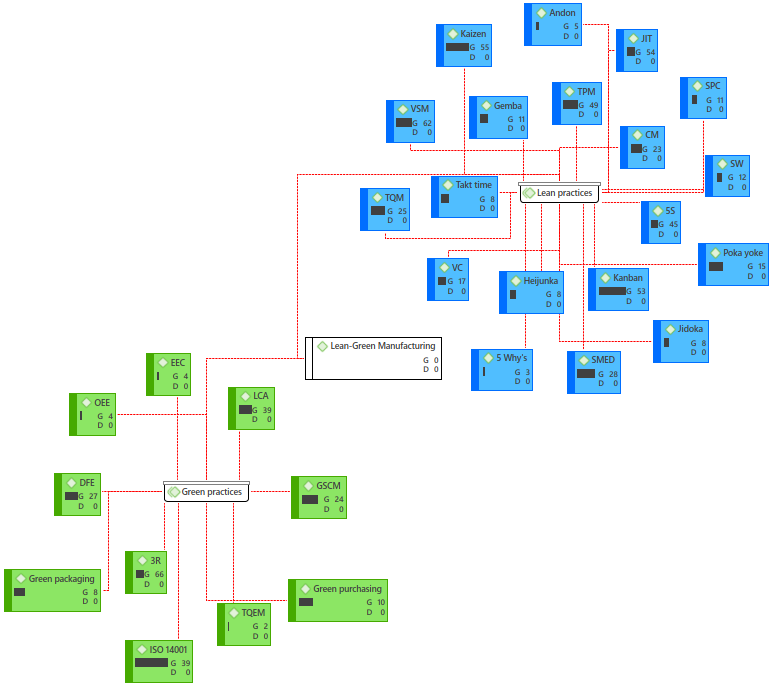 Andon
G 5
D 0
Kaizen
G 55
D 0
JIT
G 54
D 0
SPC
G 11
D 0
TPM
G 49
D 0
VSM
G 62
D 0
Gemba
G 11
D 0
CM
G 23
D 0
SW
G 12
D 0
Takt time
G 8
D 0
Lean practices
TQM
G 25
D 0
5S
G 45
D 0
Poka yoke
G 15
D 0
VC
G 17
D 0
Heijunka
G 8
D 0
Kanban
G 53
D 0
Jidoka
G 8
D 0
Lean-Green Manufacturing
G 0
D 0
5 Why's
G 3
D 0
SMED
G 28
D 0
EEC
G 4
D 0
OEE
G 4
D 0
LCA
G 39
D 0
DFE
G 27
D 0
Green practices
GSCM
G 24
D 0
3R
G 66
D 0
Green packaging
G 8
D 0
Green purchasing
G 10
D 0
TQEM
G 2
D 0
ISO 14001
G 39
D 0